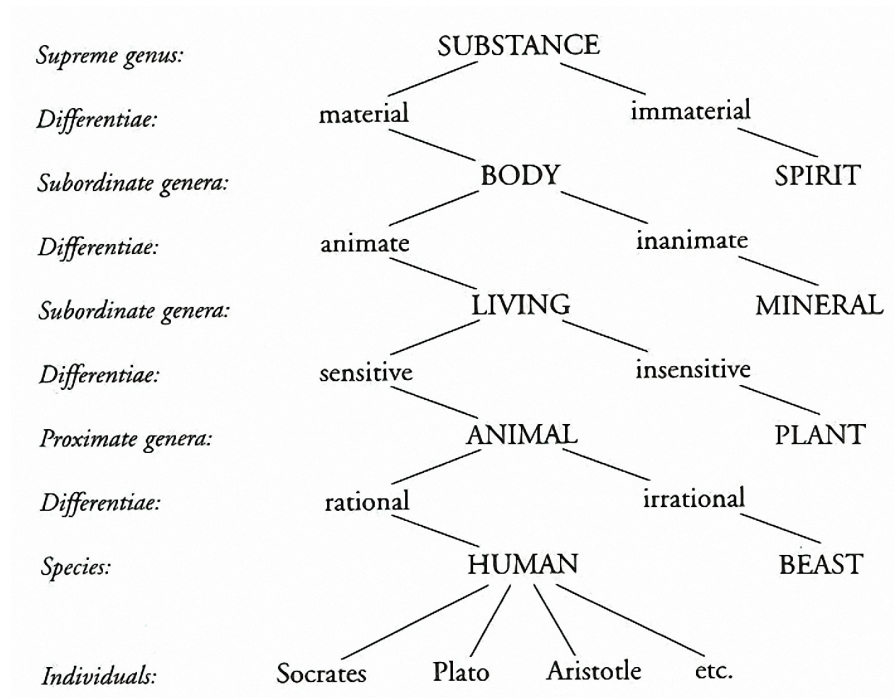 Supreme genus: SUBSTANCE
Differentiae: material immaterial
Subordinate genera: BODY SPIRIT
Differentiae: animate inanimate
Subordinate genera: LIVING MINERAL
Differentiae: sensitive insensitive
Proximate genera: ANIMAL PLANT
Differentiae: rational irrational
Species: HUMAN BEAST
Individuals: Socrates Plato Aristotle etc.